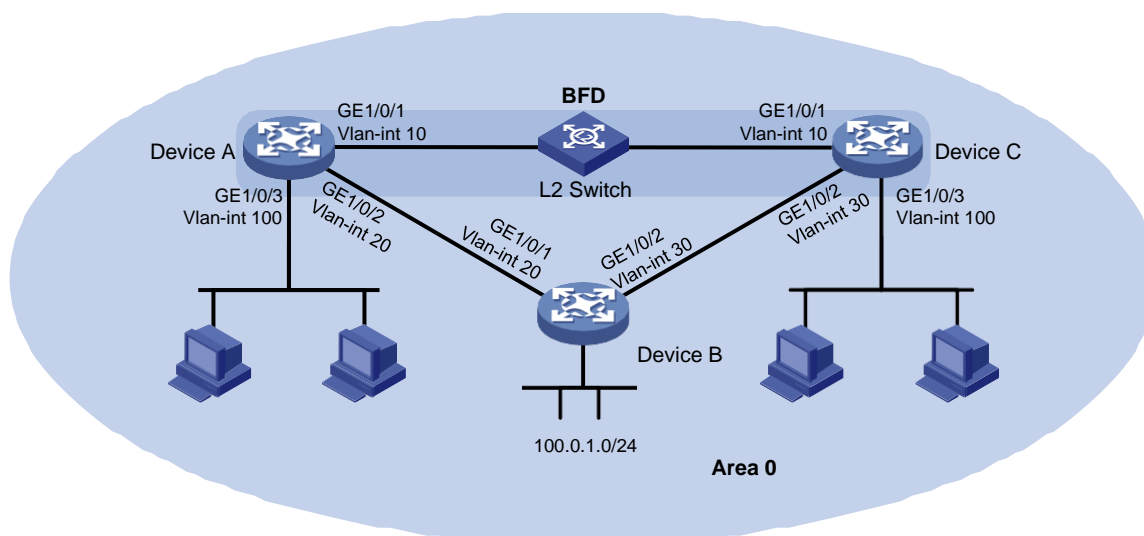 BFD
GE1/0/1
Vlan-int 10
GE1/0/1
Vlan-int 10
Device A
L2 Switch
Device C
GE1/0/3
Vlan-int 100
GE1/0/2
Vlan-int 20
GE1/0/1
Vlan-int 20
GE1/0/2
Vlan-int 30
GE1/0/2
Vlan-int 30
GE1/0/3
Vlan-int 100
Device B
100.0.1.0/24
Area 0